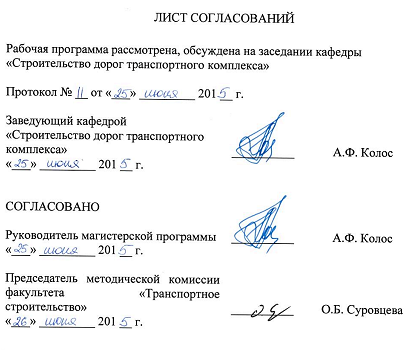 ЛИСТ СОГЛАСОВАНИЙ
Рабочая программа рассмотрена, обсуждена на заседании кафедры
«Строительство дорог транспортного комплекса»
Протокол № 11 от «25» июня 2015 г.
Заведующий кафедрой
«Строительство дорог транспортного
комплекса»
«25» июня 2015 г.
А.Ф. Колос
СОГЛАСОВАНО
Руководитель магистерской программы
«25» июня 2015 г.
А.Ф. Колос
Председатель методической комиссии
факультета «Транспортное
строительство»
«26» июня 2015 г.
О.Б. Суровцева